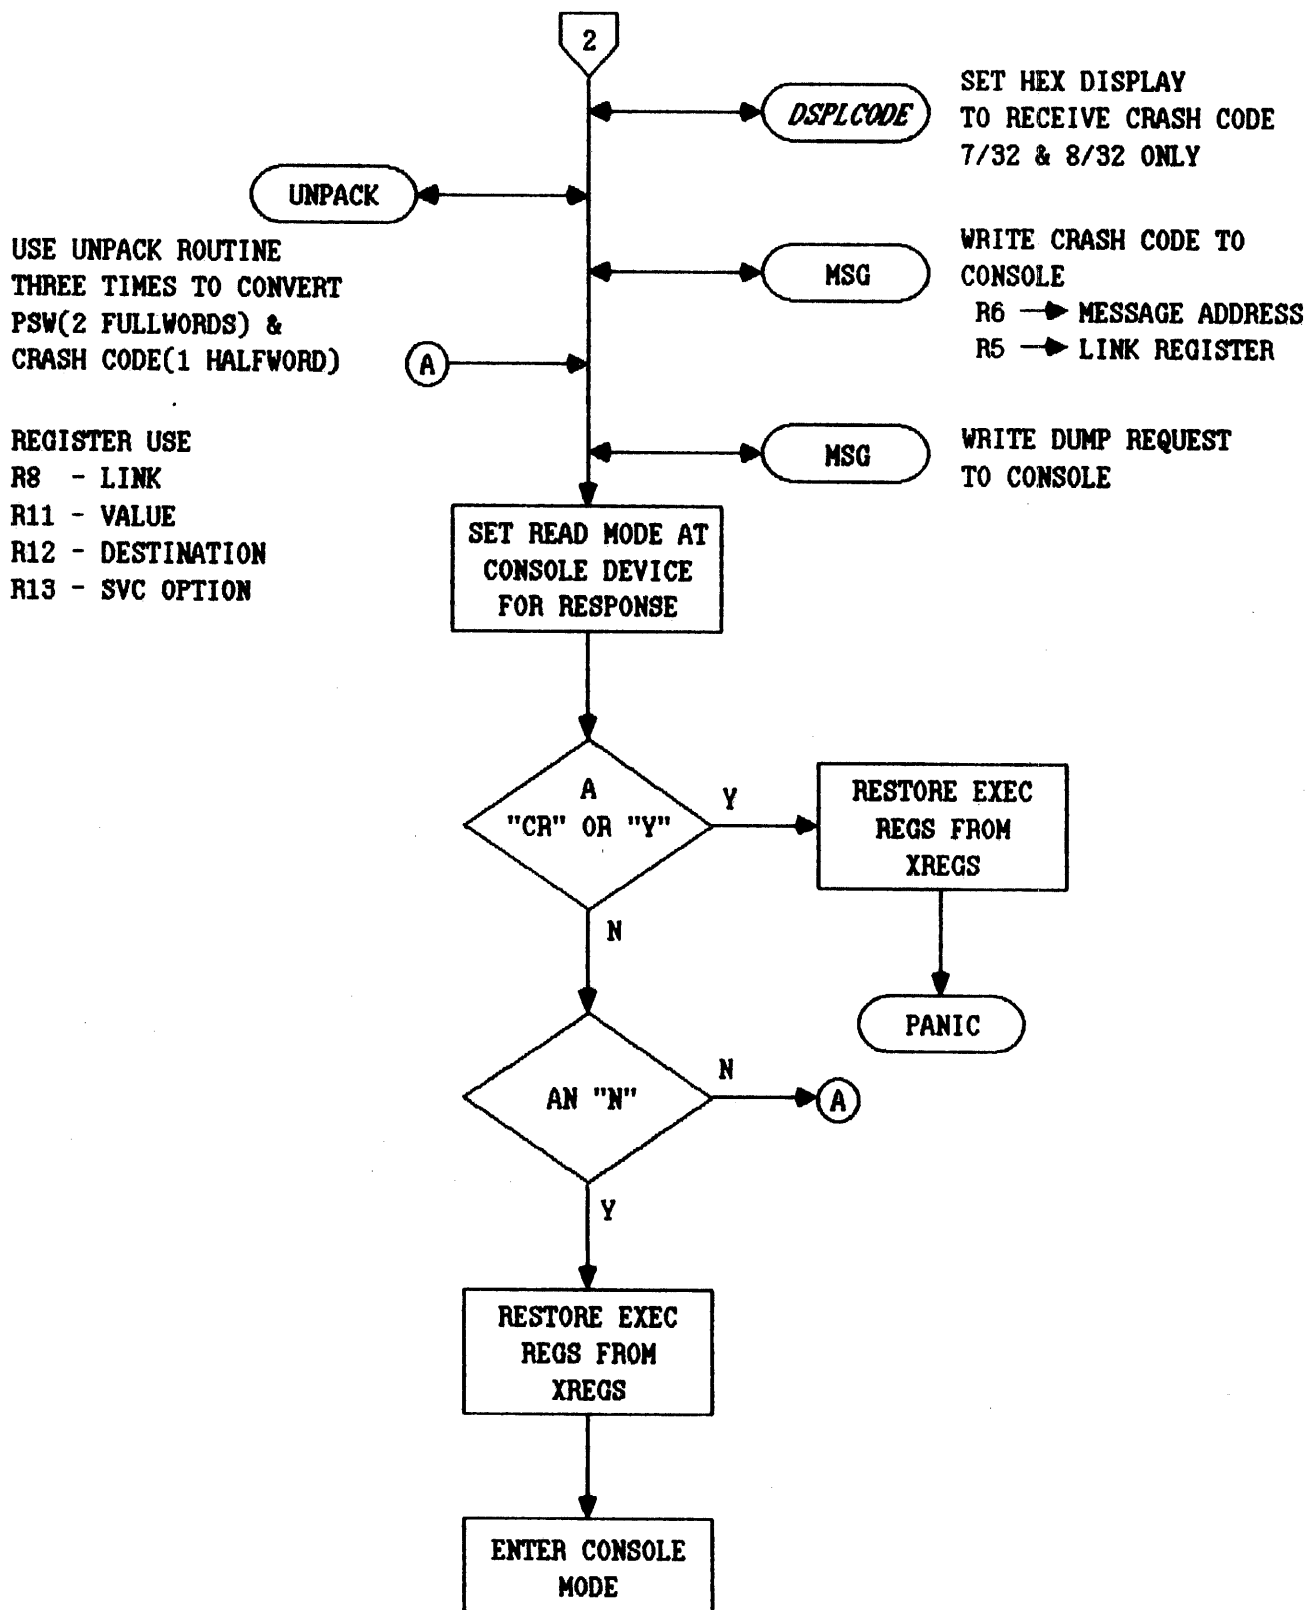 2
DSPLCODE
SET HEX DISPLAY
TO RECEIVE CRASH CODE
7/32 & 8/32 ONLY
UNPACK
USE UNPACK ROUTINE
THREE TIMES TO CONVERT
PSW(2 FULLWORDS) &
CRASH CODE(1 HALFWORD)
MSG
WRITE CRASH CODE TO
CONSOLE
R6 → MESSAGE ADDRESS
R5 → LINK REGISTER
A
REGISTER USE
R8 - LINK
R11 - VALUE
R12 - DESTINATION
R13 - SVC OPTION
MSG
WRITE DUMP REQUEST
TO CONSOLE
SET READ MODE AT
CONSOLE DEVICE
FOR RESPONSE
A
"CR" OR "Y"
Y
RESTORE EXEC
REGS FROM
XREGS
N
PANIC
AN "N"
N
A
Y
RESTORE EXEC
REGS FROM
XREGS
ENTER CONSOLE
MODE